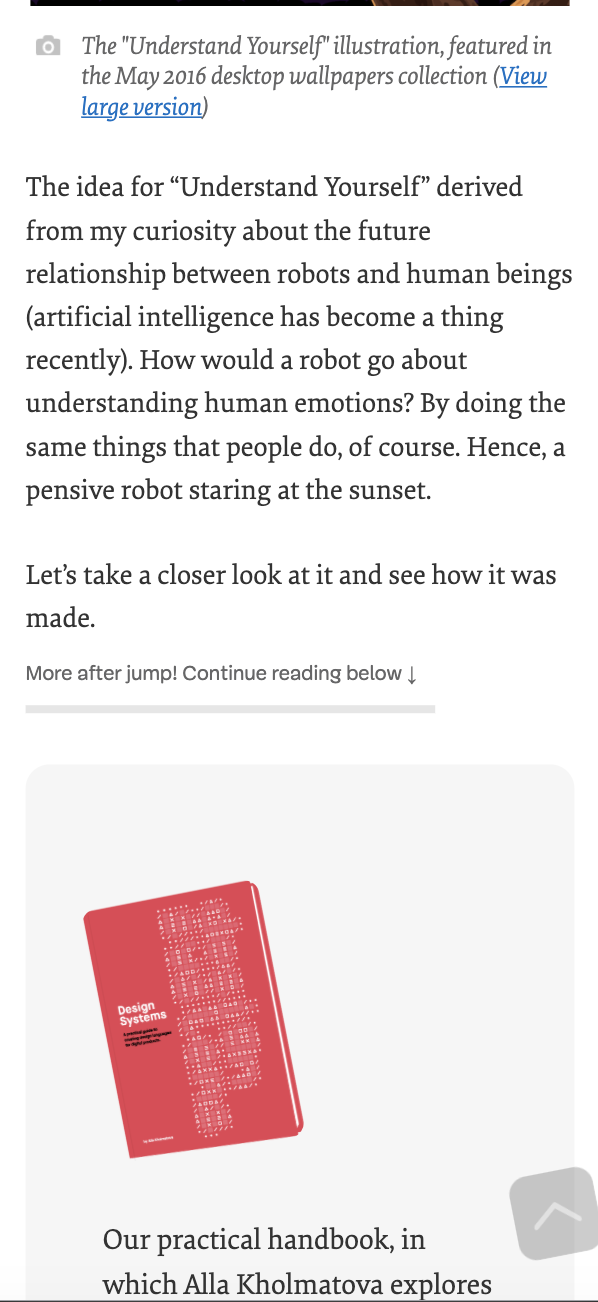 The "Understand Yourself" illustration, featured in
the May 2016 desktop wallpapers collection (View
large version)
The idea for “Understand Yourself” derived
from my curiosity about the future
relationship between robots and human beings
(artificial intelligence has become a thing
recently). How would a robot go about
understanding human emotions? By doing the
same things that people do, of course. Hence, a
pensive robot staring at the sunset.
Let’s take a closer look at it and see how it was
made.
More after jump! Continue reading below ↓
Design
Systems
A practical guide to
creating design languages
for digital products.
by Alla Kholmatova
Our practical handbook, in
which Alla Kholmatova explores